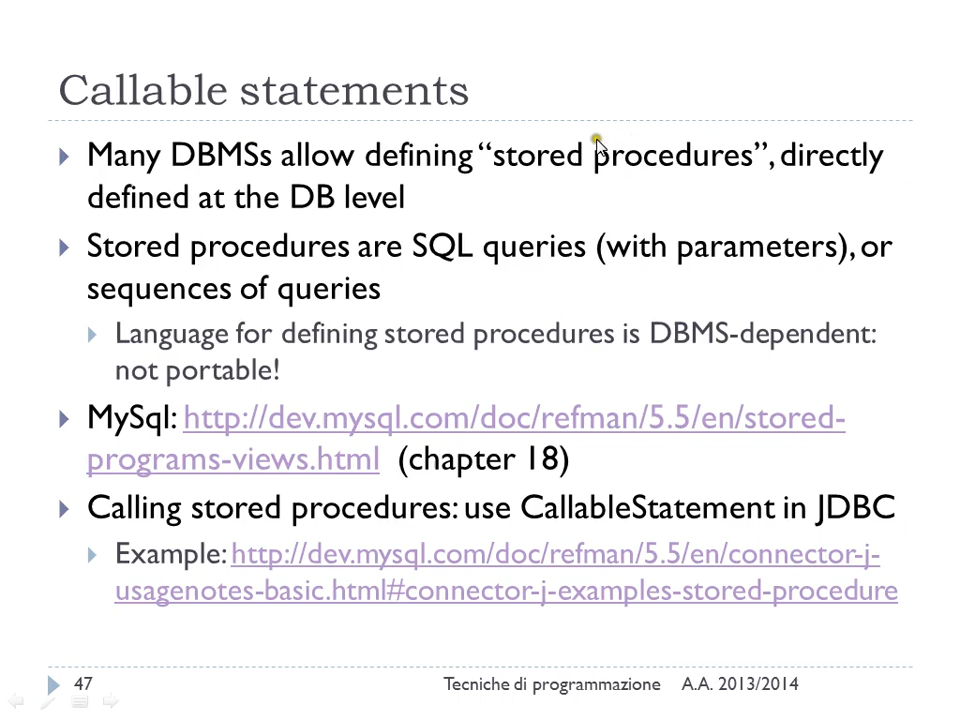 Callable statements
Many DBMSs allow defining “stored procedures”, directly
defined at the DB level
Stored procedures are SQL queries (with parameters), or
sequences of queries
Language for defining stored procedures is DBMS-dependent:
not portable!
MySql: http://dev.mysql.com/doc/refman/5.5/en/stored-
programs-views.html (chapter 18)
Calling stored procedures: use CallableStatement in JDBC
Example: http://dev.mysql.com/doc/refman/5.5/en/connector-j-
usagenotes-basic.html#connector-j-examples-stored-procedure
47 Tecniche di programmazione A.A. 2013/2014